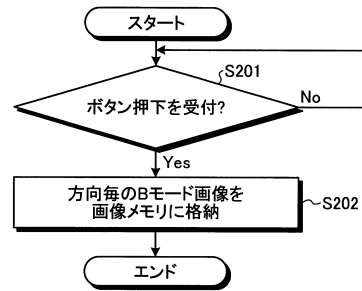 スタート
S201
ボタン押下を受付?
No
Yes
方向毎のBモード画像を
画像メモリに格納
S202
エンド